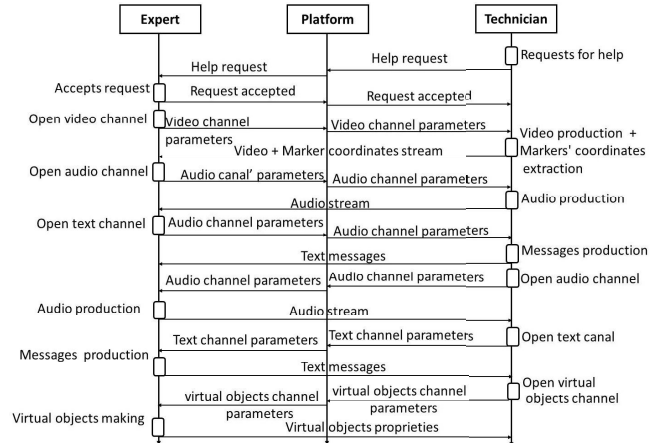 Expert
Platform
Technician
Requests for help
Help request
Help request
Accepts request
Request accepted
Request accepted
Open video channel
Video channel
parameters
Video channel parameters
Video production +
Markers' coordinates
extraction
Video + Marker coordinates stream
Open audio channel
Audio canal' parameters
Audio channel parameters
Audio production
Audio stream
Open text channel
Audio channel parameters
Audio channel parameters
Messages production
Text messages
Audio channel parameters
Audio channel parameters
Open audio channel
Audio production
Audio stream
Text channel parameters
Text channel parameters
Open text canal
Messages production
Text messages
Open virtual
objects channel
virtual objects channel
parameters
virtual objects channel
parameters
Virtual objects making
Virtual objects proprieties